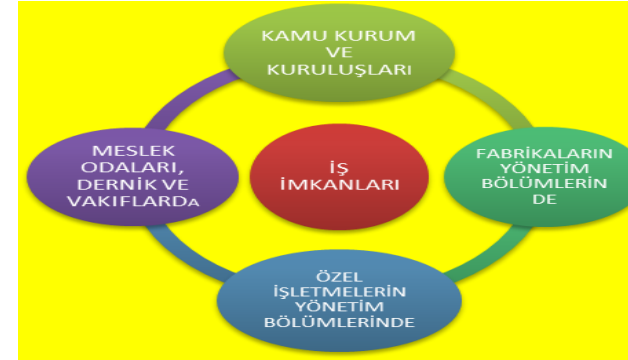 KAMU KURUM
VE
KURULUŞLARI
MESLEK
ODALARI,
DERNİK VE
VAKIFLARDA
İŞ
İMKANLARI
FABRİKALARIN
YÖNETİM
BÖLÜMLERİN
DE
ÖZEL
İŞLETMELERİN
YÖNETİM
BÖLÜMLERİNDE